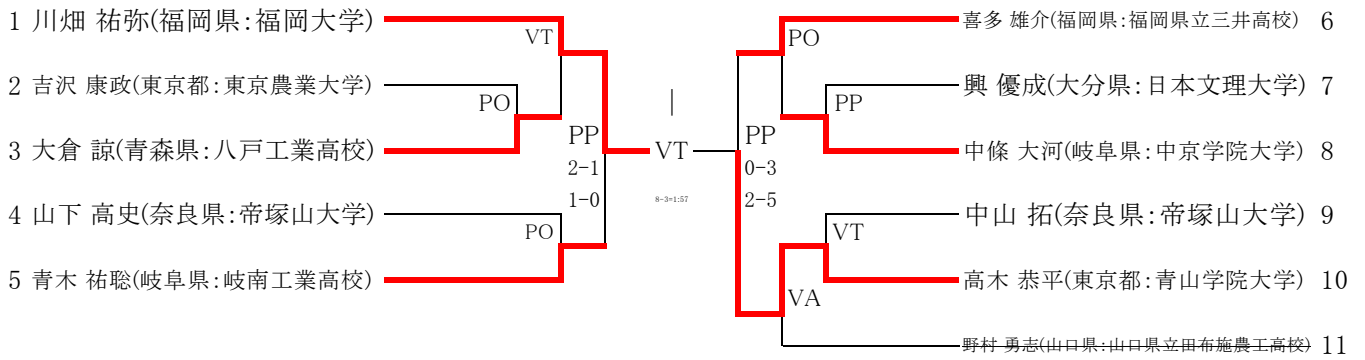 1 川畑 祐弥(福岡県:福岡大学)
2 吉沢 康政(東京都:東京農業大学)
3 大倉 諒(青森県:八戸工業高校)
4 山下 高史(奈良県:帝塚山大学)
5 青木 祐聡(岐阜県:岐南工業高校)
VT
PO
PO
PP
2-1
1-0
|
VT
8-3=1:57
PP
0-3
2-5
PO
PP
VT
VA
喜多 雄介(福岡県:福岡県立三井高校) 6
興 優成(大分県:日本文理大学) 7
中條 大河(岐阜県:中京学院大学) 8
中山 拓(奈良県:帝塚山大学) 9
高木 恭平(東京都:青山学院大学) 10
野村 勇志(山口県:山口県立田布施農工高校) 11